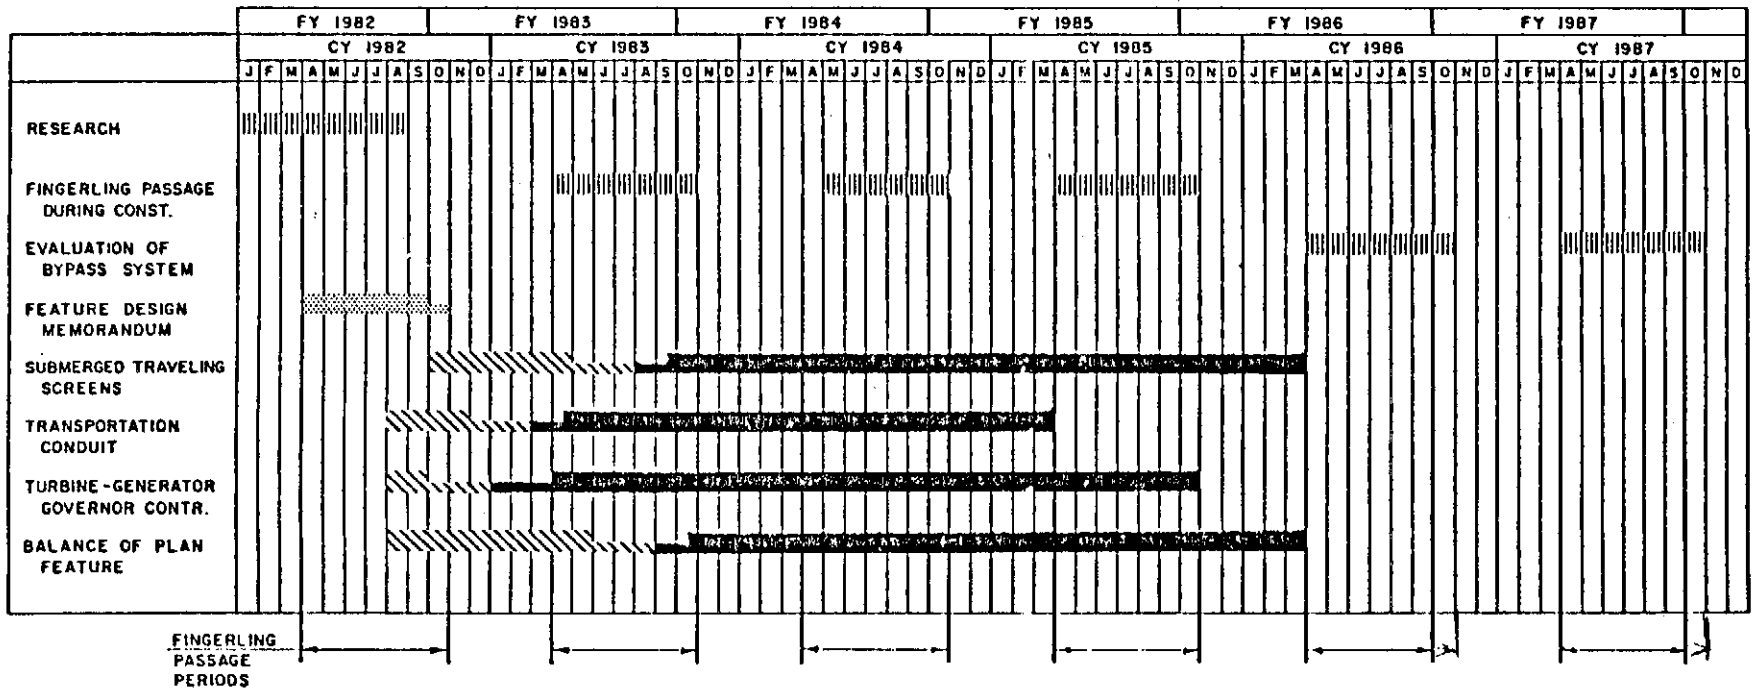 FY 1982 FY 1983 FY 1984 FY 1985 FY 1986 FY 1987
CY 1982 CY 1983 CY 1984 CY 1985 CY 1986 CY 1987
J F M A M J J A S O N D J F M A M J J A S O N D J F M A M J J A S O N D J F M A M J J A S O N D J F M A M J J A S O N D J F M A M J J A S O N D
RESEARCH
FINGERLING PASSAGE
DURING CONST.
EVALUATION OF
BYPASS SYSTEM
FEATURE DESIGN
MEMORANDUM
SUBMERGED TRAVELING
SCREENS
TRANSPORTATION
CONDUIT
TURBINE-GENERATOR
GOVERNOR CONTR.
BALANCE OF PLAN
FEATURE
FINGERLING
PASSAGE
PERIODS